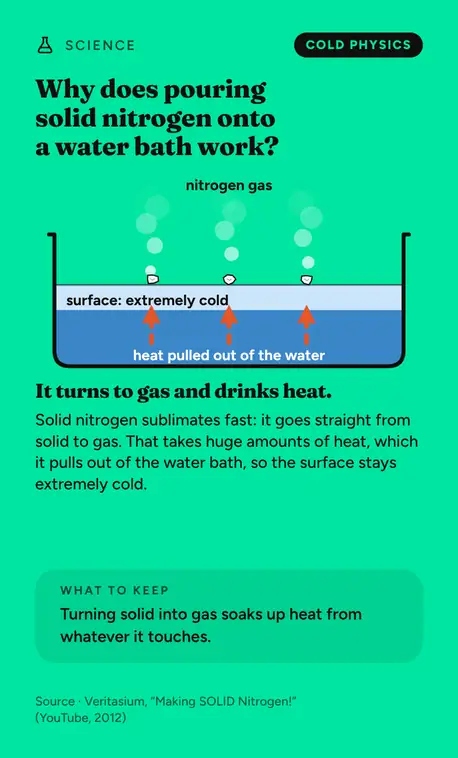 SCIENCE
COLD PHYSICS
Why does pouring
solid nitrogen onto
a water bath work?
nitrogen gas
surface: extremely cold
heat pulled out of the water
It turns to gas and drinks heat.
Solid nitrogen sublimates fast: it goes straight from
solid to gas. That takes huge amounts of heat, which
it pulls out of the water bath, so the surface stays
extremely cold.
WHAT TO KEEP
Turning solid into gas soaks up heat from
whatever it touches.
Source · Veritasium, “Making SOLID Nitrogen!”
(YouTube, 2012)